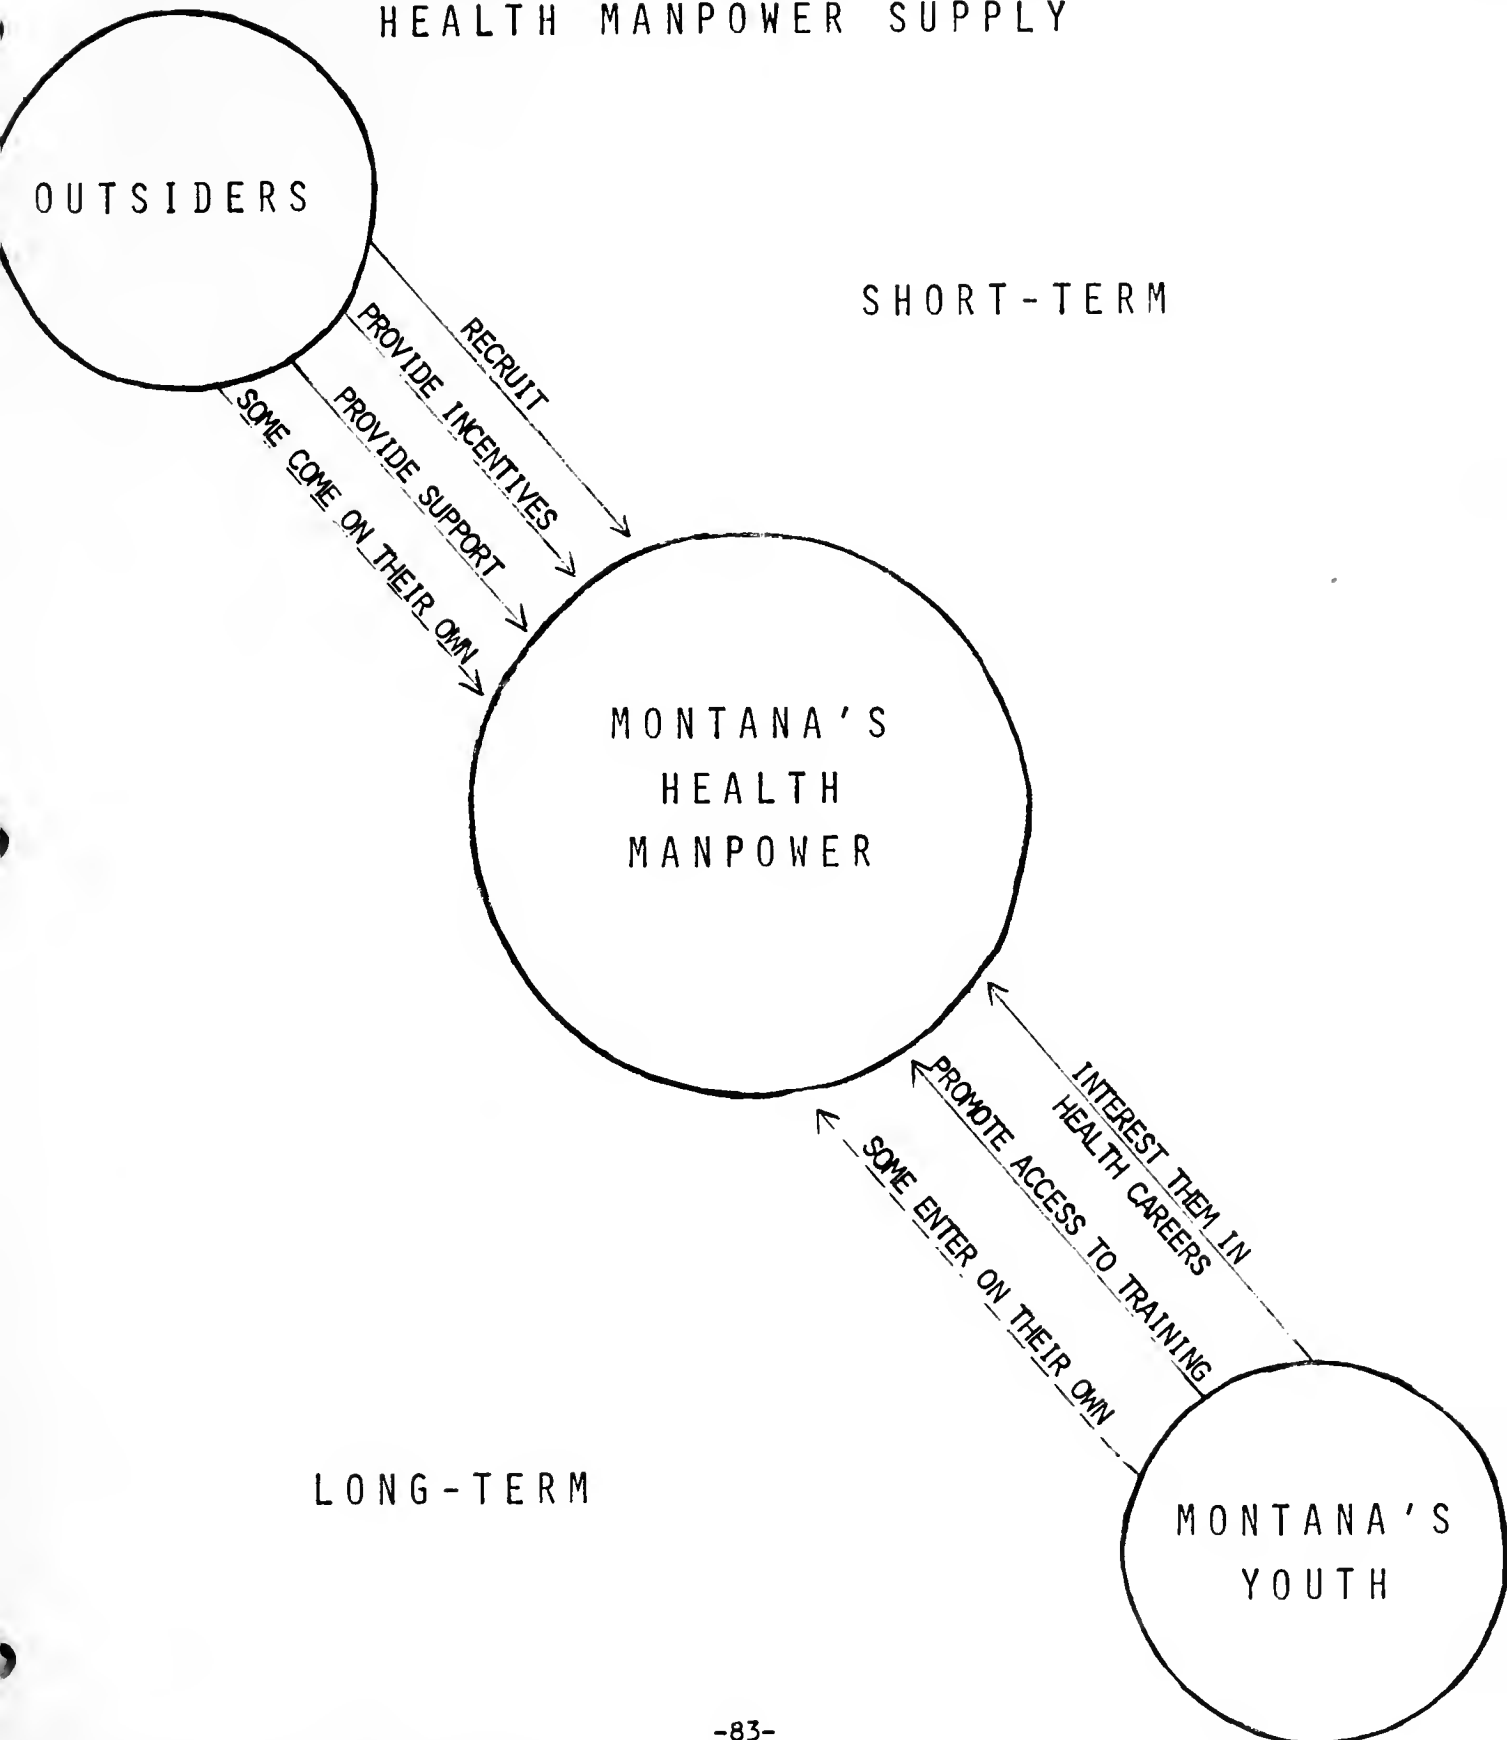 HEALTH MANPOWER SUPPLY
OUTSIDERS
SHORT-TERM
RECRUIT
PROVIDE INCENTIVES
PROVIDE SUPPORT
SOME COME ON THEIR OWN
MONTANA'S
HEALTH
MANPOWER
INTEREST THEM IN
HEALTH CAREERS
PROMOTE ACCESS TO TRAINING
SOME ENTER ON THEIR OWN
LONG-TERM
MONTANA'S
YOUTH
-83-